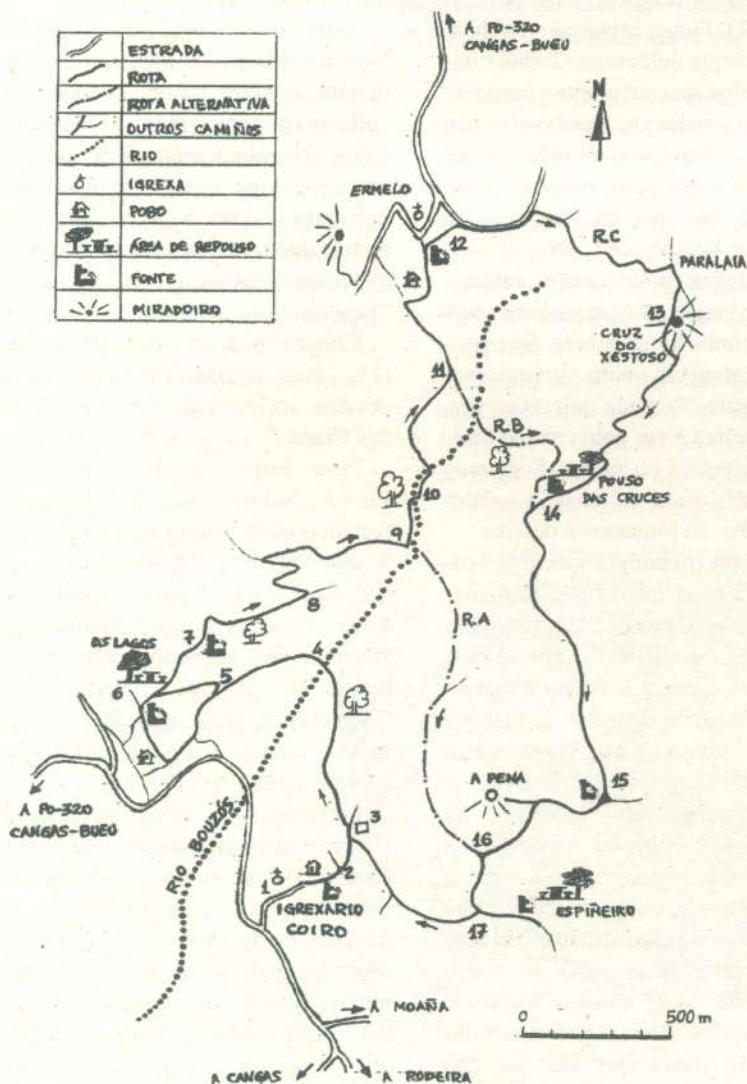 ESTRADA
ROTA
ROTA ALTERNATIVA
OUTROS CAMIÑOS
RIO
IGREXA
POBO
ÁREA DE REPOUSO
FONTE
MIRADOIRO
A PO-320
CANGAS-BUEU
N
ERMELO
12
R.C
PARALAIA
13
CRUZ
DO
XESTOSO
11
R.B
POUSO
DAS CRUCES
14
10
9
8
R.A
7
OS LAGOS
6
5
4
A PENA
15
A PO-320
CANGAS-BUEU
RIO BOUZÓS
3
16
1
2
IGREXARIO
COIRO
ESPIÑEIRO
17
A MOAÑA
0
500 m
A CANGAS
A RODEIRA